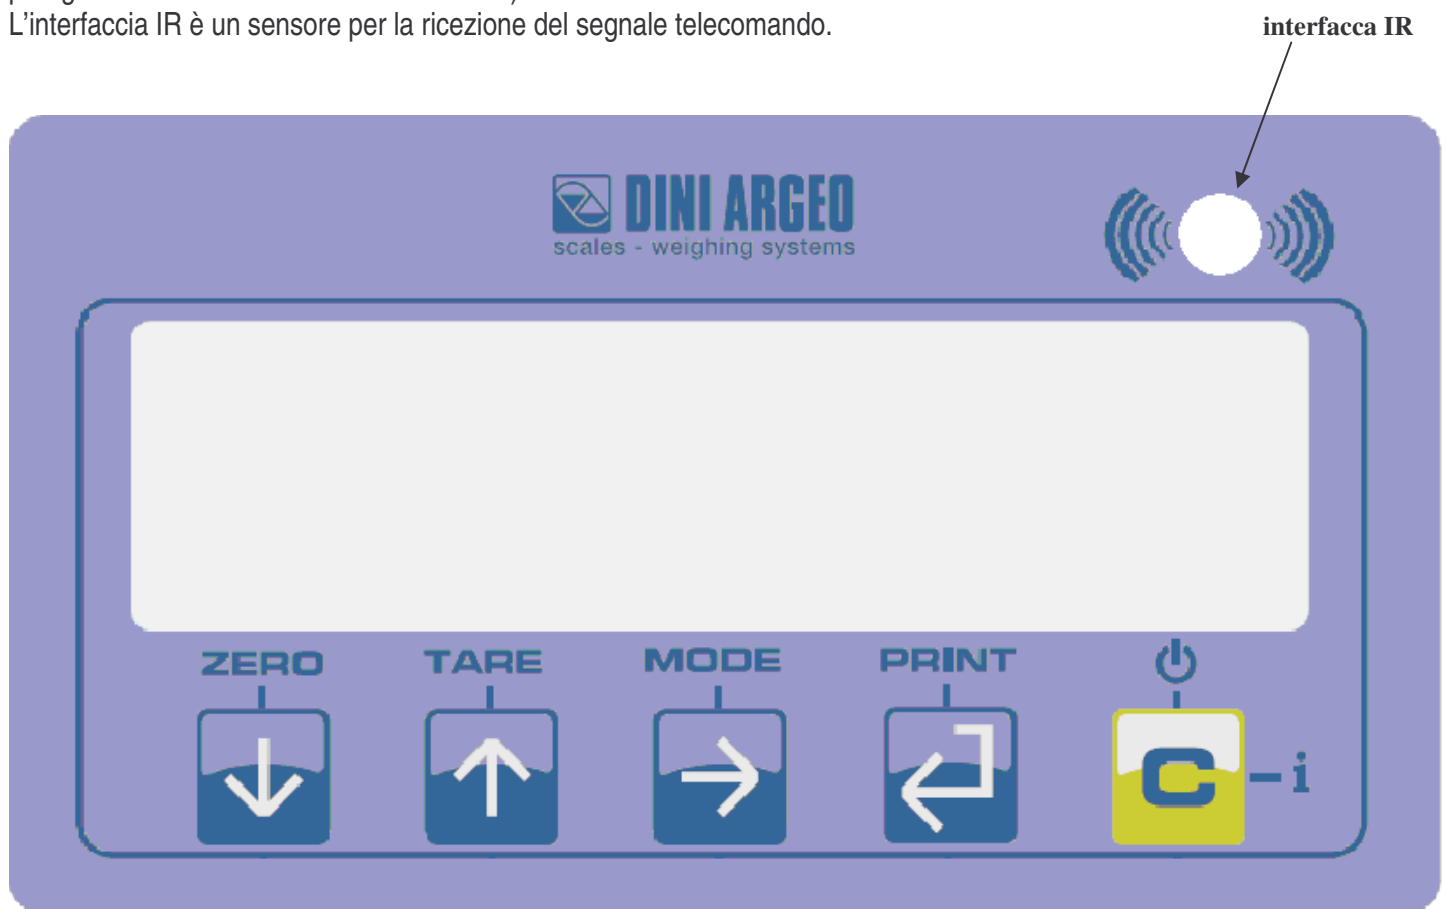 L'interfaccia IR è un sensore per la ricezione del segnale telecomando.
interfacca IR
DINI ARGEO
scales - weighing systems
ZERO TARE MODE PRINT
C - i